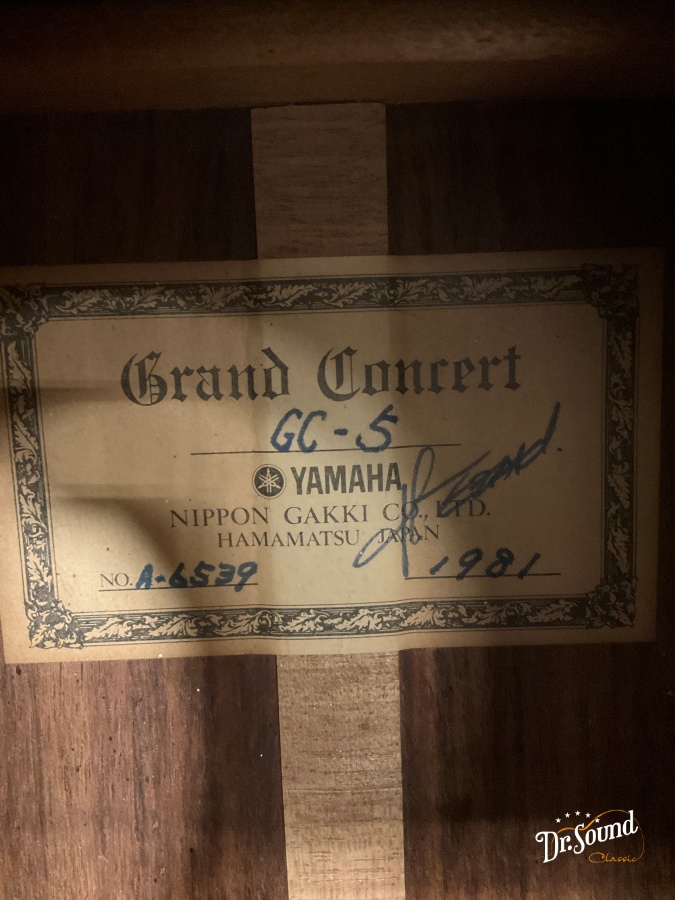 Grand Concert
GC-5
YAMAHA
NIPPON GAKKI CO., LTD.
HAMAMATSU JAPAN
NO. A-6539 1981
Dr. Sound
Classic